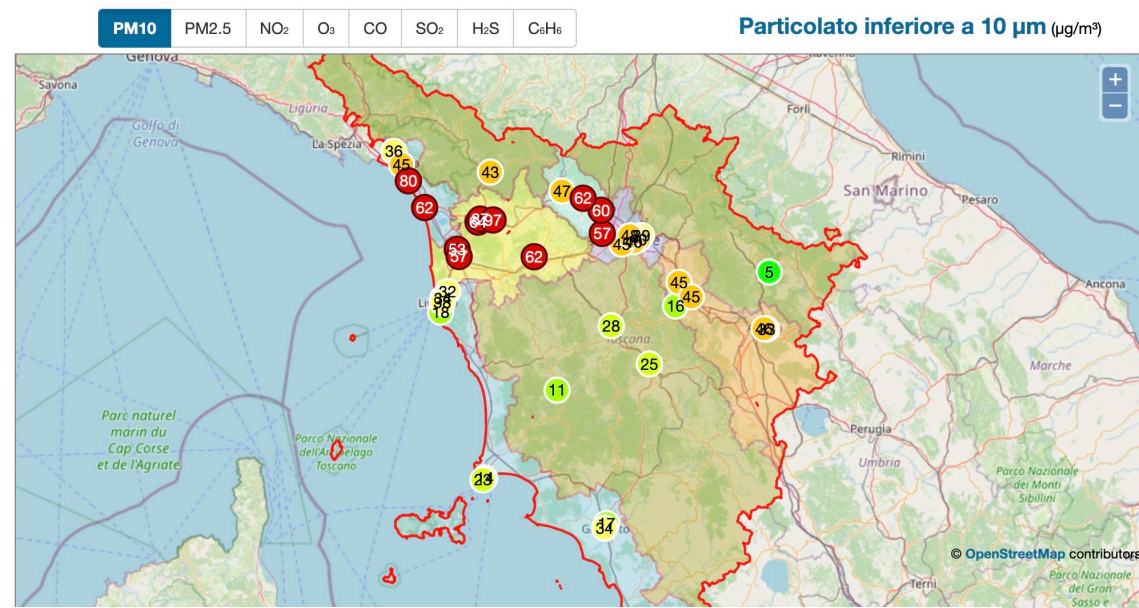 PM10 PM2.5 NO₂ O₃ CO SO₂ H₂S C₆H₆
Particolato inferiore a 10 µm (µg/m³)
Genova
Savona
Liguria
Golfo di
Genova
La Spezia
Forlì
Rimini
San Marino
Pesaro
Ancona
Marche
Toscana
Perugia
Umbria
Parc naturel
marin du
Cap Corse
et de l'Agriate
Parco Nazionale
dell'Arcipelago
Toscano
Parco Nazionale
dei Monti
Sibillini
Terni
Parco Nazionale
del Gran
Sasso e
36
45
80
43
47
62
62
60
97
57
53
57
62
45
45
16
5
32
18
28
25
11
17
34
+
−
© OpenStreetMap contributors